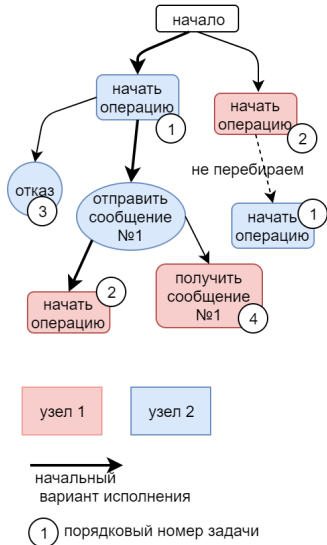 начало
начать
операцию
1
начать
операцию
2
не перебираем
отказ
3
отправить
сообщение
№1
начать
операцию
1
начать
операцию
2
получить
сообщение
№1
4
узел 1
узел 2
начальный
вариант исполнения
1 порядковый номер задачи